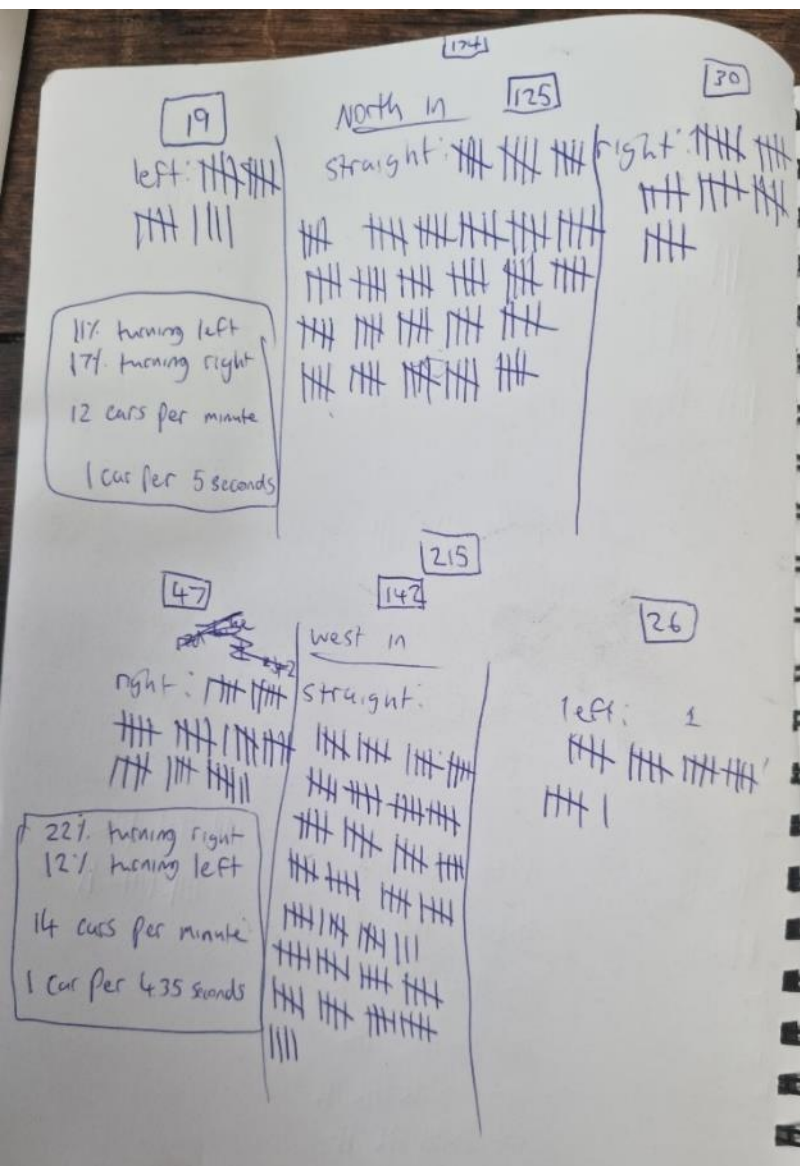 174
19
North in
125
30
left:
straight:
right:
11% turning left
17% turning right
12 cars per minute
1 car per 5 seconds
215
47
142
26
west in
right:
straight:
left: 1
22% turning right
12% turning left
14 cars per minute
1 car per 4.35 seconds